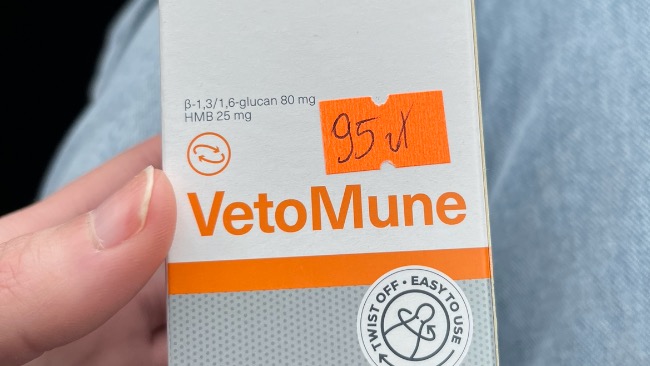 β-1,3/1,6-glucan 80 mg
HMB 25 mg
95 zł
VetoMune
TWIST OFF • EASY TO USE